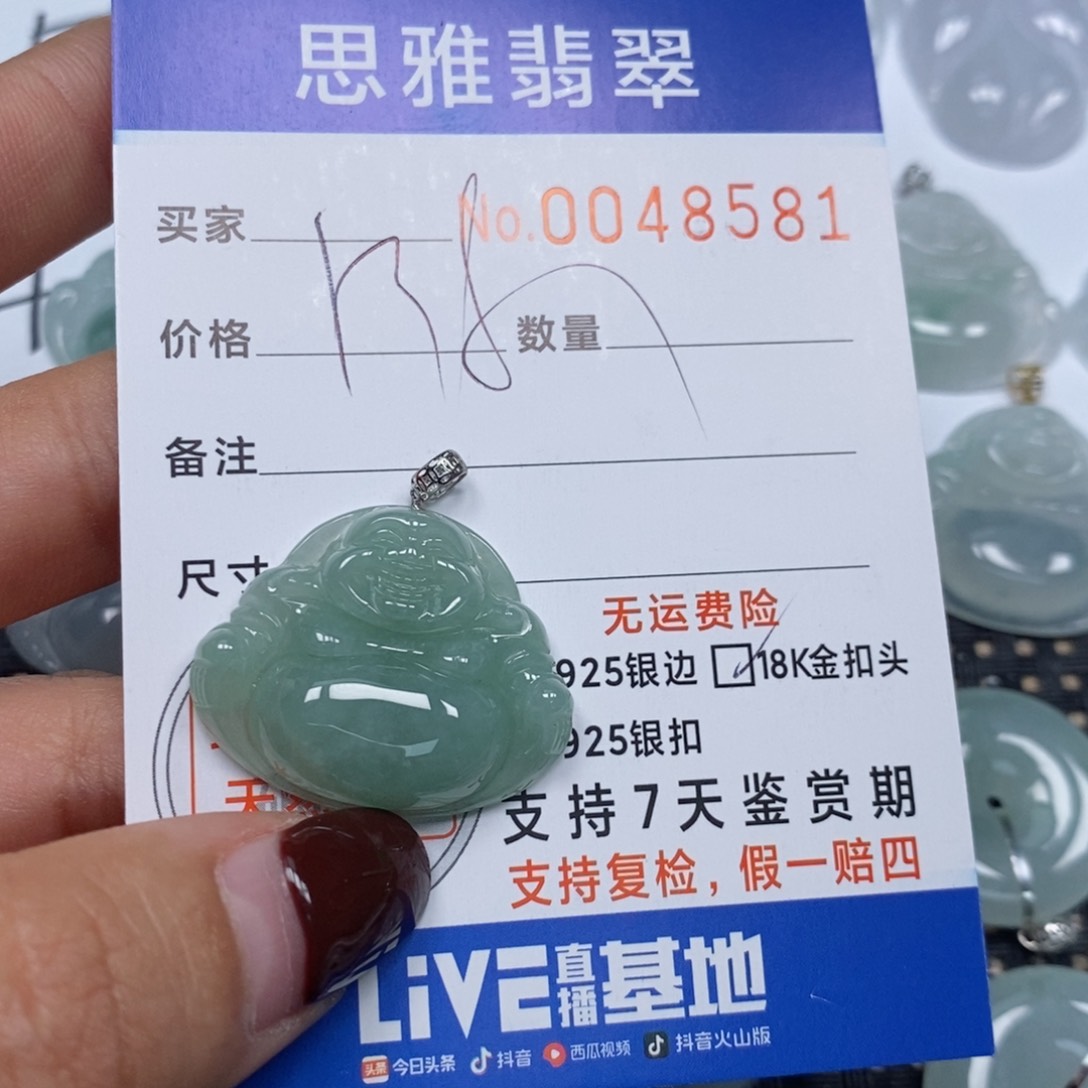 思雅翡翠
买家 No.0048581
价格 数量
备注
尺寸
无运费险
925银边 18K金扣头
925银扣
支持7天鉴赏期
支持复检,假一赔四
LiVE直播基地
头条 今日头条 抖音 西瓜视频 抖音火山版